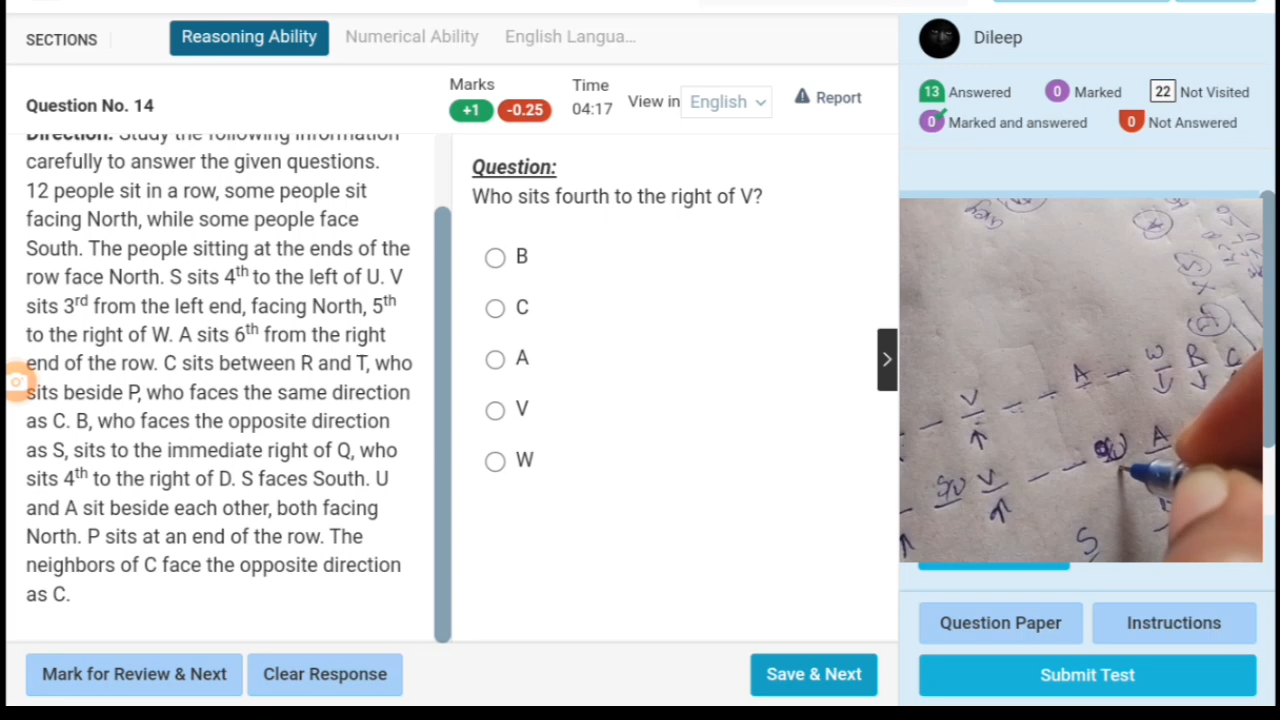 SECTIONS
Reasoning Ability
Numerical Ability
English Langua...
Dileep
Question No. 14
Marks
+1
-0.25
Time
04:17
View in
English
Report
13 Answered
0 Marked
22 Not Visited
0 Marked and answered
1 Not Answered
Direction: Study the following information
carefully to answer the given questions.
12 people sit in a row, some people sit
facing North, while some people face
South. The people sitting at the ends of the
row face North. S sits 4th to the left of U. V
sits 3rd from the left end, facing North, 5th
to the right of W. A sits 6th from the right
end of the row. C sits between R and T, who
sits beside P, who faces the same direction
as C. B, who faces the opposite direction
as S, sits to the immediate right of Q, who
sits 4th to the right of D. S faces South. U
and A sit beside each other, both facing
North. P sits at an end of the row. The
neighbors of C face the opposite direction
as C.
Question:
Who sits fourth to the right of V?
B
C
A
V
W
V A W R C
V A
S
Mark for Review & Next
Clear Response
Save & Next
Question Paper
Instructions
Submit Test